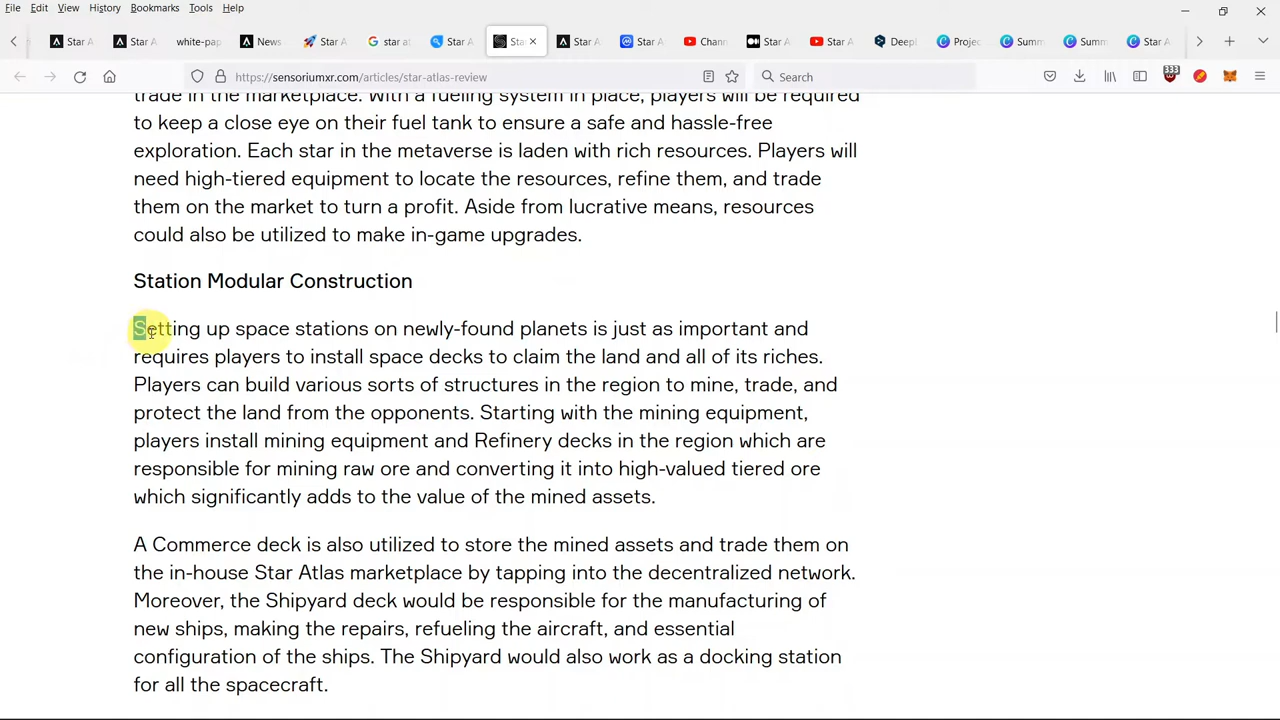 File Edit View History Bookmarks Tools Help
Star A
Star A
white-pap
News
Star A
star at
Star A
Sta
Star A
Star A
Chann
Star A
Star A
Deepl
Projec
Summ
Summ
Star A
https://sensoriumxr.com/articles/star-atlas-review
Search
333
trade in the marketplace. With a fueling system in place, players will be required
to keep a close eye on their fuel tank to ensure a safe and hassle-free
exploration. Each star in the metaverse is laden with rich resources. Players will
need high-tiered equipment to locate the resources, refine them, and trade
them on the market to turn a profit. Aside from lucrative means, resources
could also be utilized to make in-game upgrades.
Station Modular Construction
Setting up space stations on newly-found planets is just as important and
requires players to install space decks to claim the land and all of its riches.
Players can build various sorts of structures in the region to mine, trade, and
protect the land from the opponents. Starting with the mining equipment,
players install mining equipment and Refinery decks in the region which are
responsible for mining raw ore and converting it into high-valued tiered ore
which significantly adds to the value of the mined assets.
A Commerce deck is also utilized to store the mined assets and trade them on
the in-house Star Atlas marketplace by tapping into the decentralized network.
Moreover, the Shipyard deck would be responsible for the manufacturing of
new ships, making the repairs, refueling the aircraft, and essential
configuration of the ships. The Shipyard would also work as a docking station
for all the spacecraft.